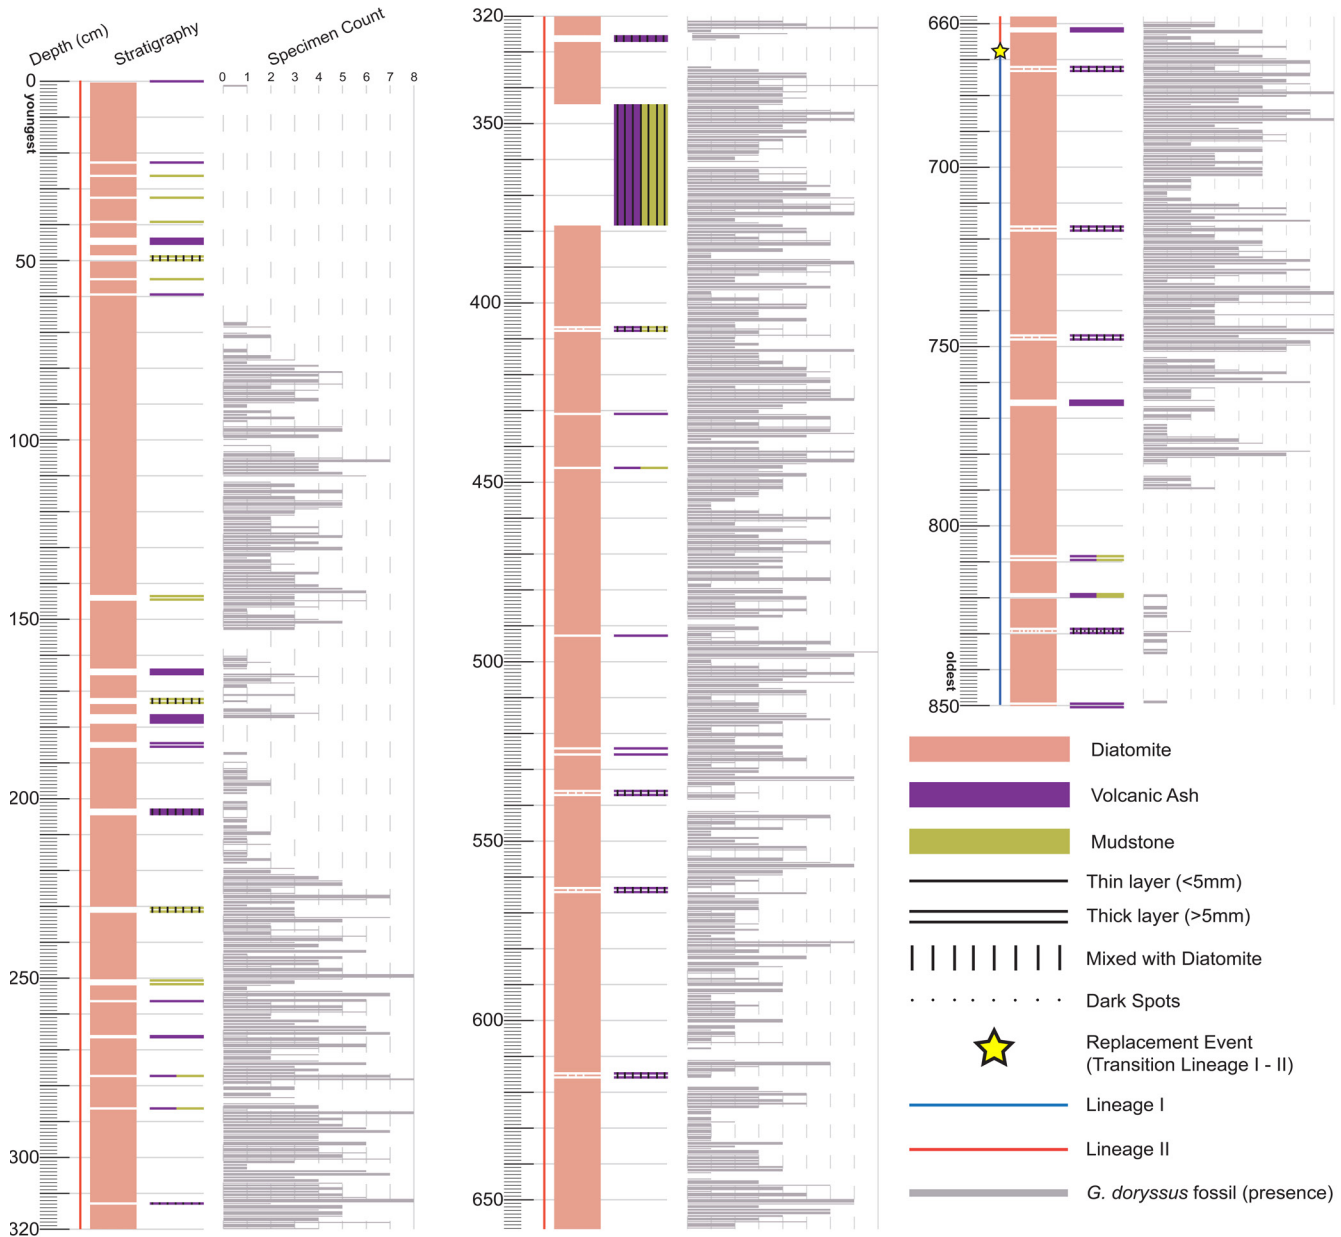 Depth (cm)
Stratigraphy
Specimen Count
0 1 2 3 4 5 6 7 8
0
youngest
50
100
150
200
250
300
320
320
350
400
450
500
550
600
650
660
700
750
800
oldest
850
Diatomite
Volcanic Ash
Mudstone
Thin layer (<5mm)
Thick layer (>5mm)
Mixed with Diatomite
Dark Spots
Replacement Event
(Transition Lineage I - II)
Lineage I
Lineage II
G. doryssus fossil (presence)